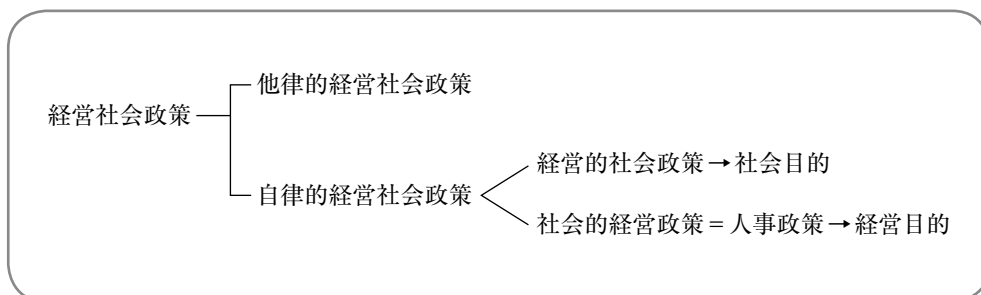 他律的経営社会政策
経営社会政策
経営的社会政策→社会目的
自律的経営社会政策
社会的経営政策=人事政策→経営目的